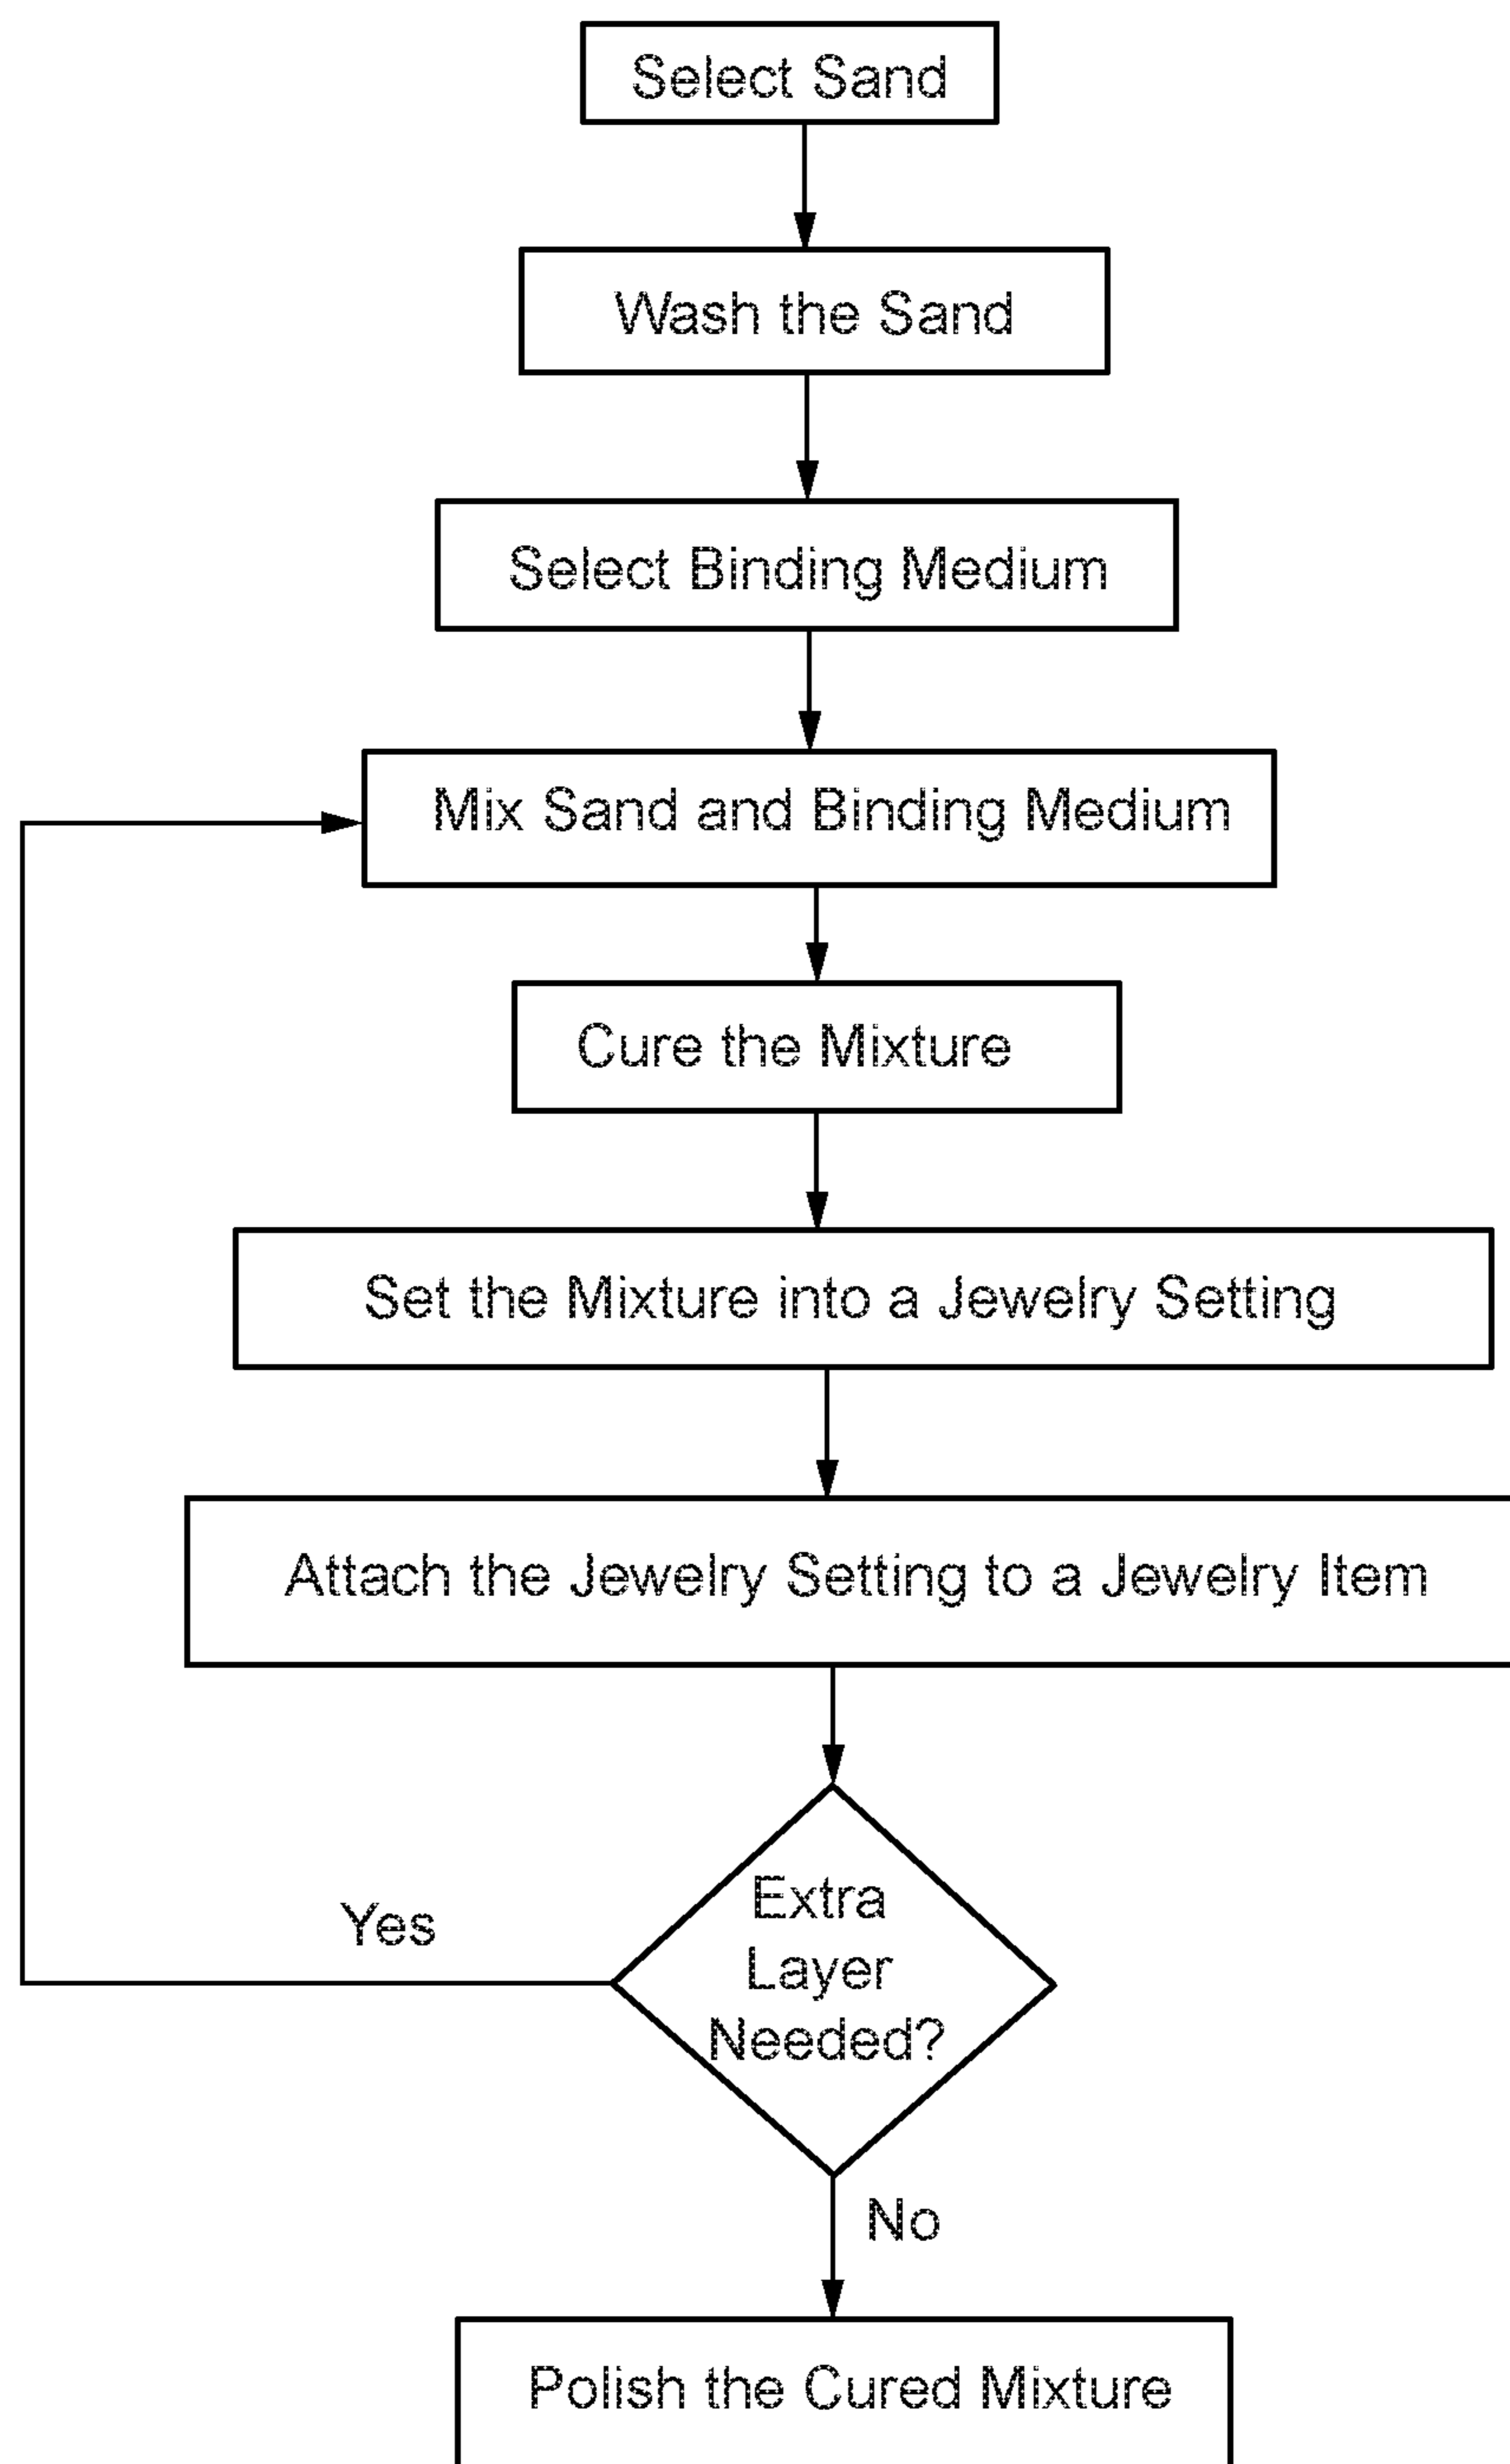 Select Sand
Wash the Sand
Select Binding Medium
Mix Sand and Binding Medium
Cure the Mixture
Set the Mixture into a Jewelry Setting
Attach the Jewelry Setting to a Jewelry Item
Extra
Layer
Needed?
Yes
No
Polish the Cured Mixture